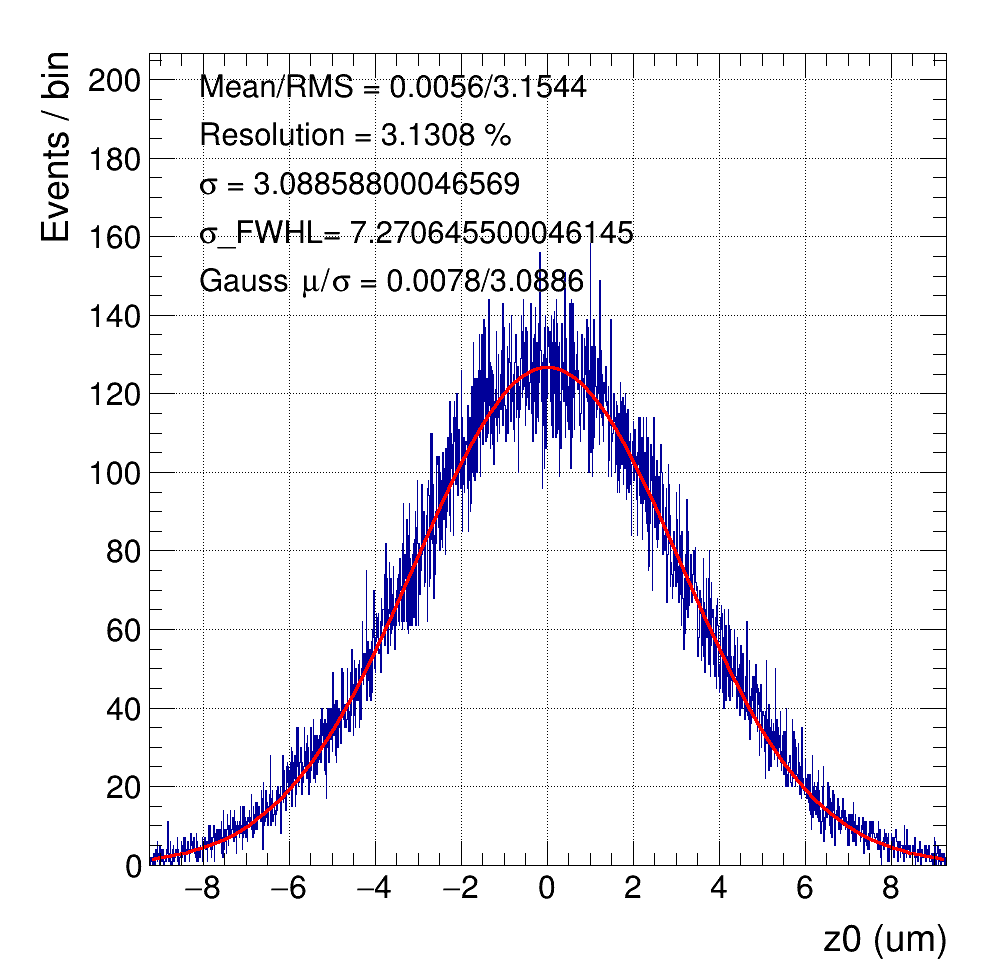 Events / bin
200
180
160
140
120
100
80
60
40
20
0
Mean/RMS = 0.0056/3.1544
Resolution = 3.1308 %
σ = 3.08858800046569
σ_FWHL= 7.270645500046145
Gauss μ/σ = 0.0078/3.0886
−8 −6 −4 −2 0 2 4 6 8
z0 (um)